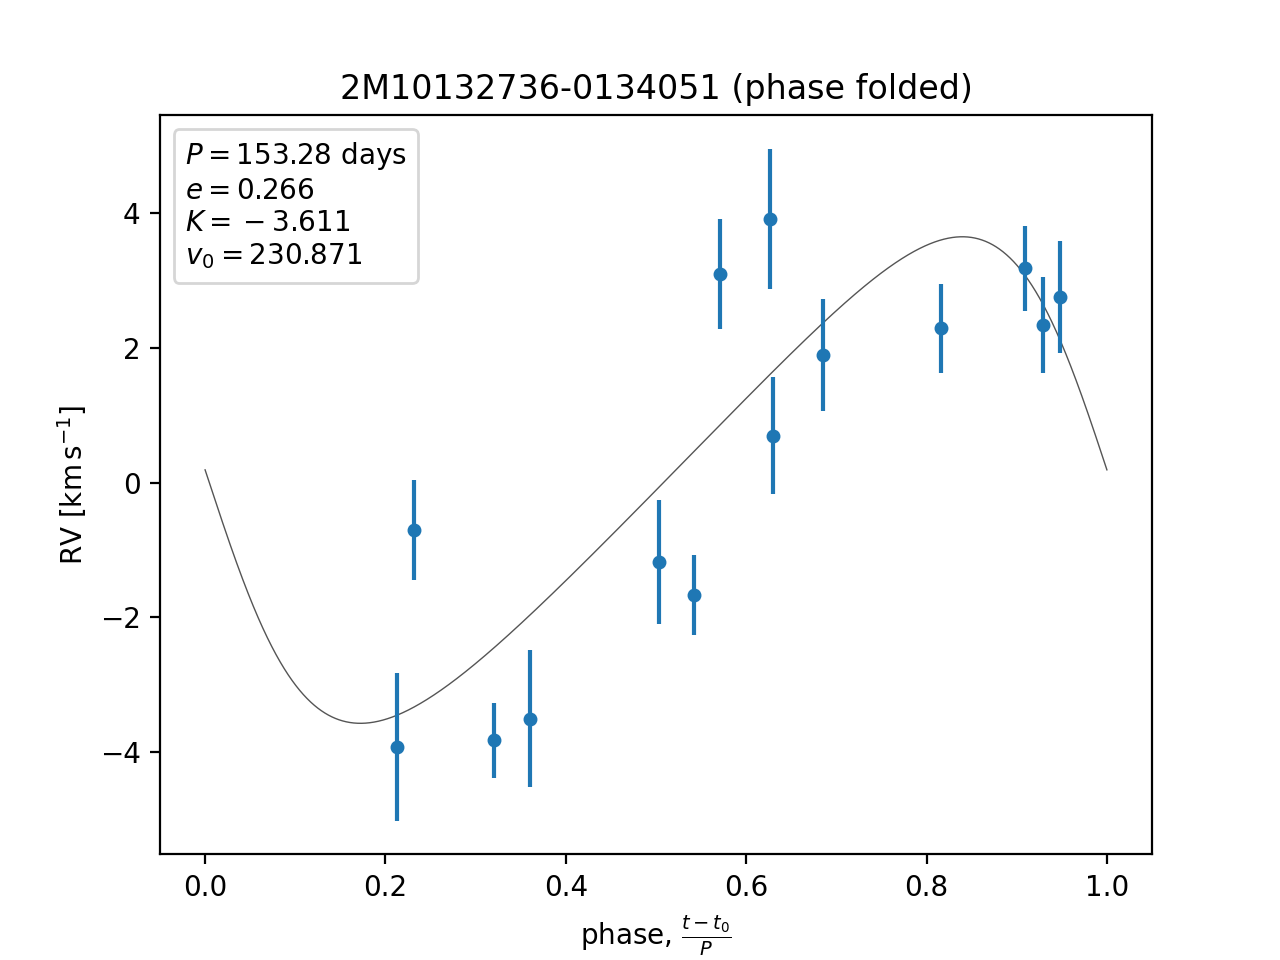 2M10132736-0134051 (phase folded)
P = 153.28 days
e = 0.266
K = −3.611
v₀ = 230.871
4
2
0
−2
−4
RV [km s⁻¹]
0.0 0.2 0.4 0.6 0.8 1.0
phase, (t − t₀)/P